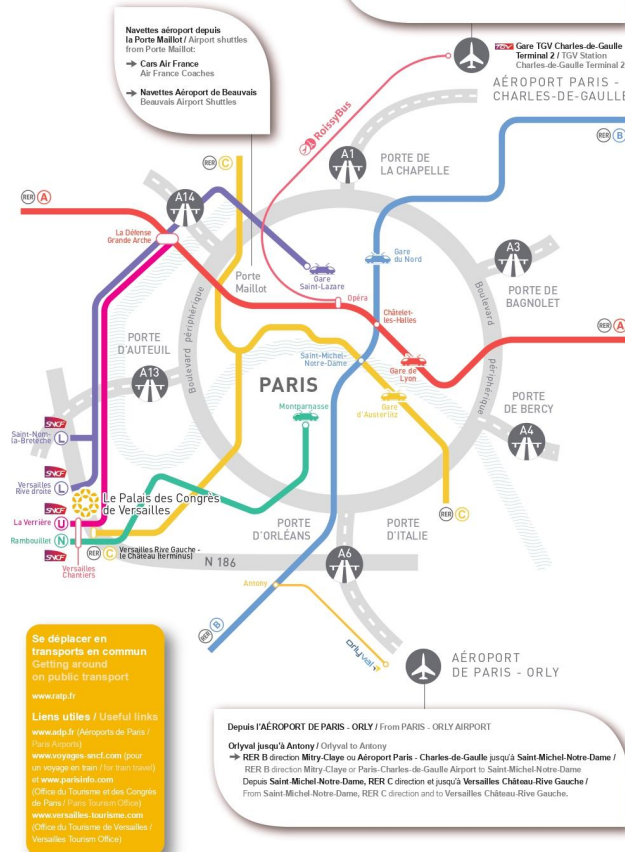 Navettes aéroport depuis
la Porte Maillot / Airport shuttles
from Porte Maillot:
→ Cars Air France
Air France Coaches
→ Navettes Aéroport de Beauvais
Beauvais Airport Shuttles
TGV Gare TGV Charles-de-Gaulle
Terminal 2 / TGV Station
Charles-de-Gaulle Terminal 2
AÉROPORT PARIS -
CHARLES-DE-GAULLE
RoissyBus
RER B
A1
PORTE DE
LA CHAPELLE
RER C
RER A
A14
La Défense
Grande Arche
Gare
du Nord
A3
PORTE DE
BAGNOLET
Gare
Saint-Lazare
Porte
Maillot
Opéra
Boulevard périphérique
Châtelet-
les-Halles
RER A
Boulevard périphérique
PORTE
D'AUTEUIL
A13
Saint-Michel-
Notre-Dame
Gare de
Lyon
PARIS
Montparnasse
Gare
d'Austerlitz
PORTE
DE BERCY
A4
SNCF
Saint-Nom-
la-Bretèche L
SNCF
Versailles
Rive droite L
Le Palais des Congrès
de Versailles
SNCF
La Verrière U
Rambouillet N
SNCF
RER C Versailles Rive Gauche -
le Château (terminus)
Versailles
Chantiers
RER C
PORTE
D'ORLÉANS
PORTE
D'ITALIE
N 186
A6
Antony
RER B
Orlyval
AÉROPORT
DE PARIS - ORLY
Se déplacer en
transports en commun
Getting around
on public transport
www.ratp.fr
Liens utiles / Useful links
www.adp.fr (Aéroports de Paris /
Paris Airports)
www.voyages-sncf.com (pour
un voyage en train / for train travel)
et www.parisinfo.com
(Office du Tourisme et des Congrès
de Paris / Paris Tourism Office)
www.versailles-tourisme.com
(Office du Tourisme de Versailles /
Versailles Tourism Office)
Depuis l'AÉROPORT DE PARIS - ORLY / From PARIS - ORLY AIRPORT
Orlyval jusqu'à Antony / Orlyval to Antony
→ RER B direction Mitry-Claye ou Aéroport Paris - Charles-de-Gaulle jusqu'à Saint-Michel-Notre-Dame /
RER B direction Mitry-Claye or Paris-Charles-de-Gaulle Airport to Saint-Michel-Notre-Dame
Depuis Saint-Michel-Notre-Dame, RER C direction et jusqu'à Versailles Château-Rive Gauche /
From Saint-Michel-Notre-Dame, RER C direction and to Versailles Château-Rive Gauche.